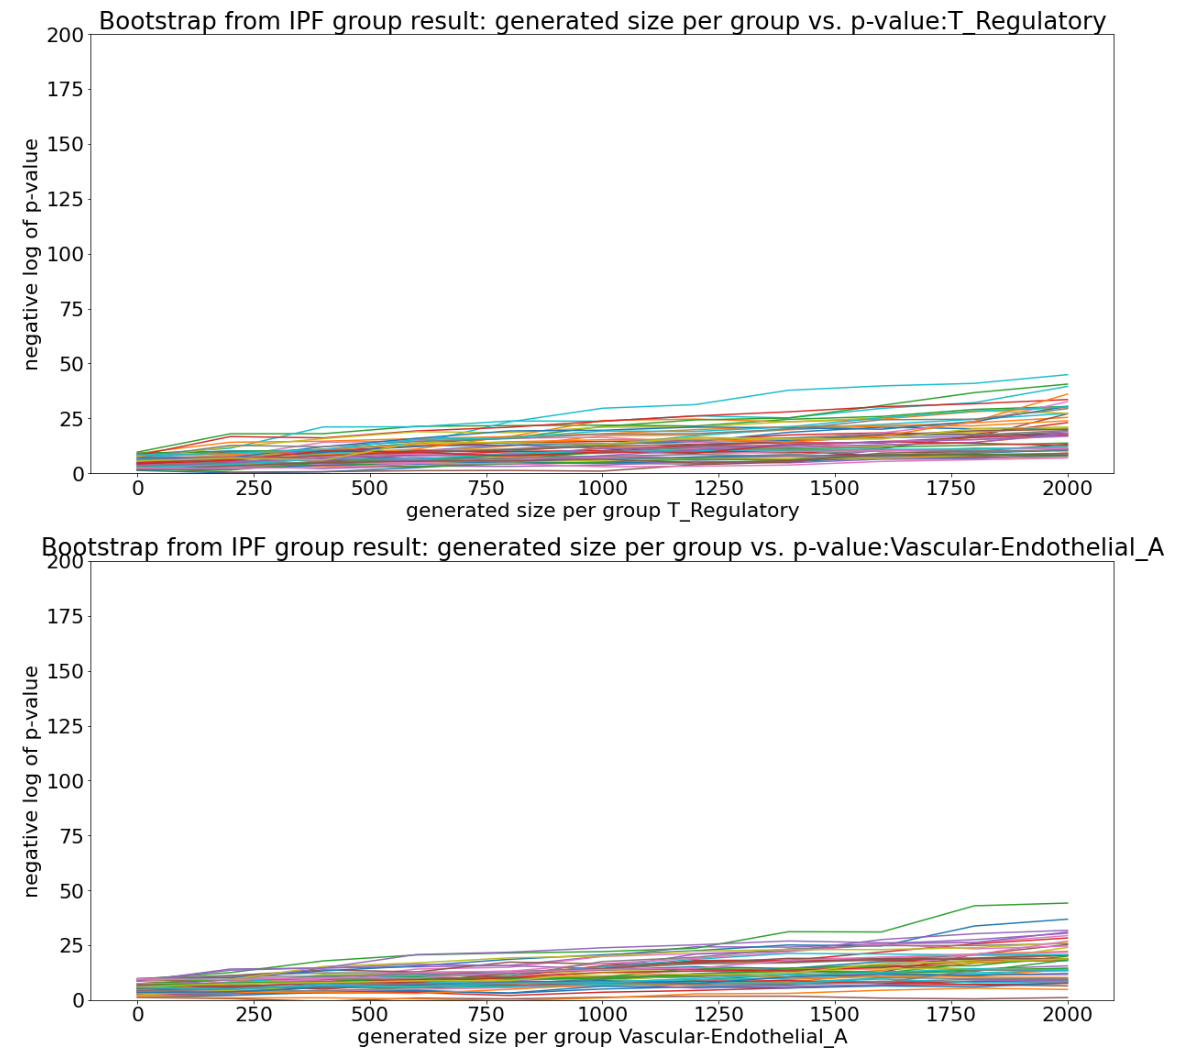 Bootstrap from IPF group result: generated size per group vs. p-value:T_Regulatory
200
175
150
125
100
75
50
25
0
negative log of p-value
0 250 500 750 1000 1250 1500 1750 2000
generated size per group T_Regulatory
Bootstrap from IPF group result: generated size per group vs. p-value:Vascular-Endothelial_A
200
175
150
125
100
75
50
25
0
negative log of p-value
0 250 500 750 1000 1250 1500 1750 2000
generated size per group Vascular-Endothelial_A